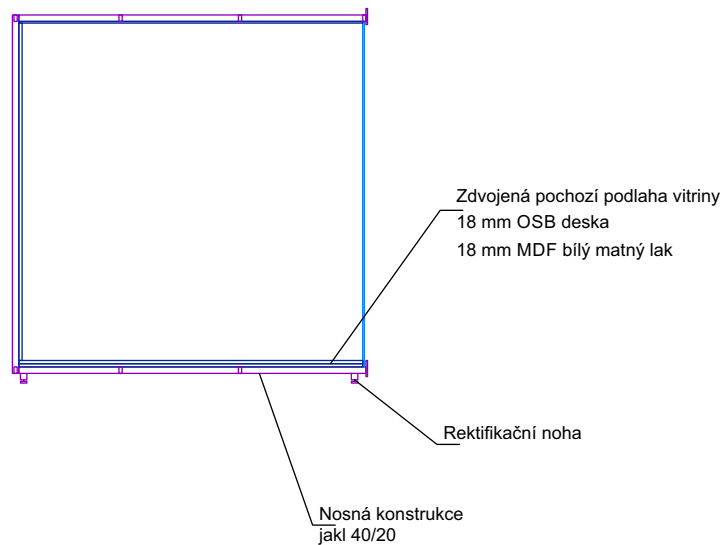 Zdvojená pochozí podlaha vitriny
18 mm OSB deska
18 mm MDF bílý matný lak
Rektifikační noha
Nosná konstrukce
jakl 40/20